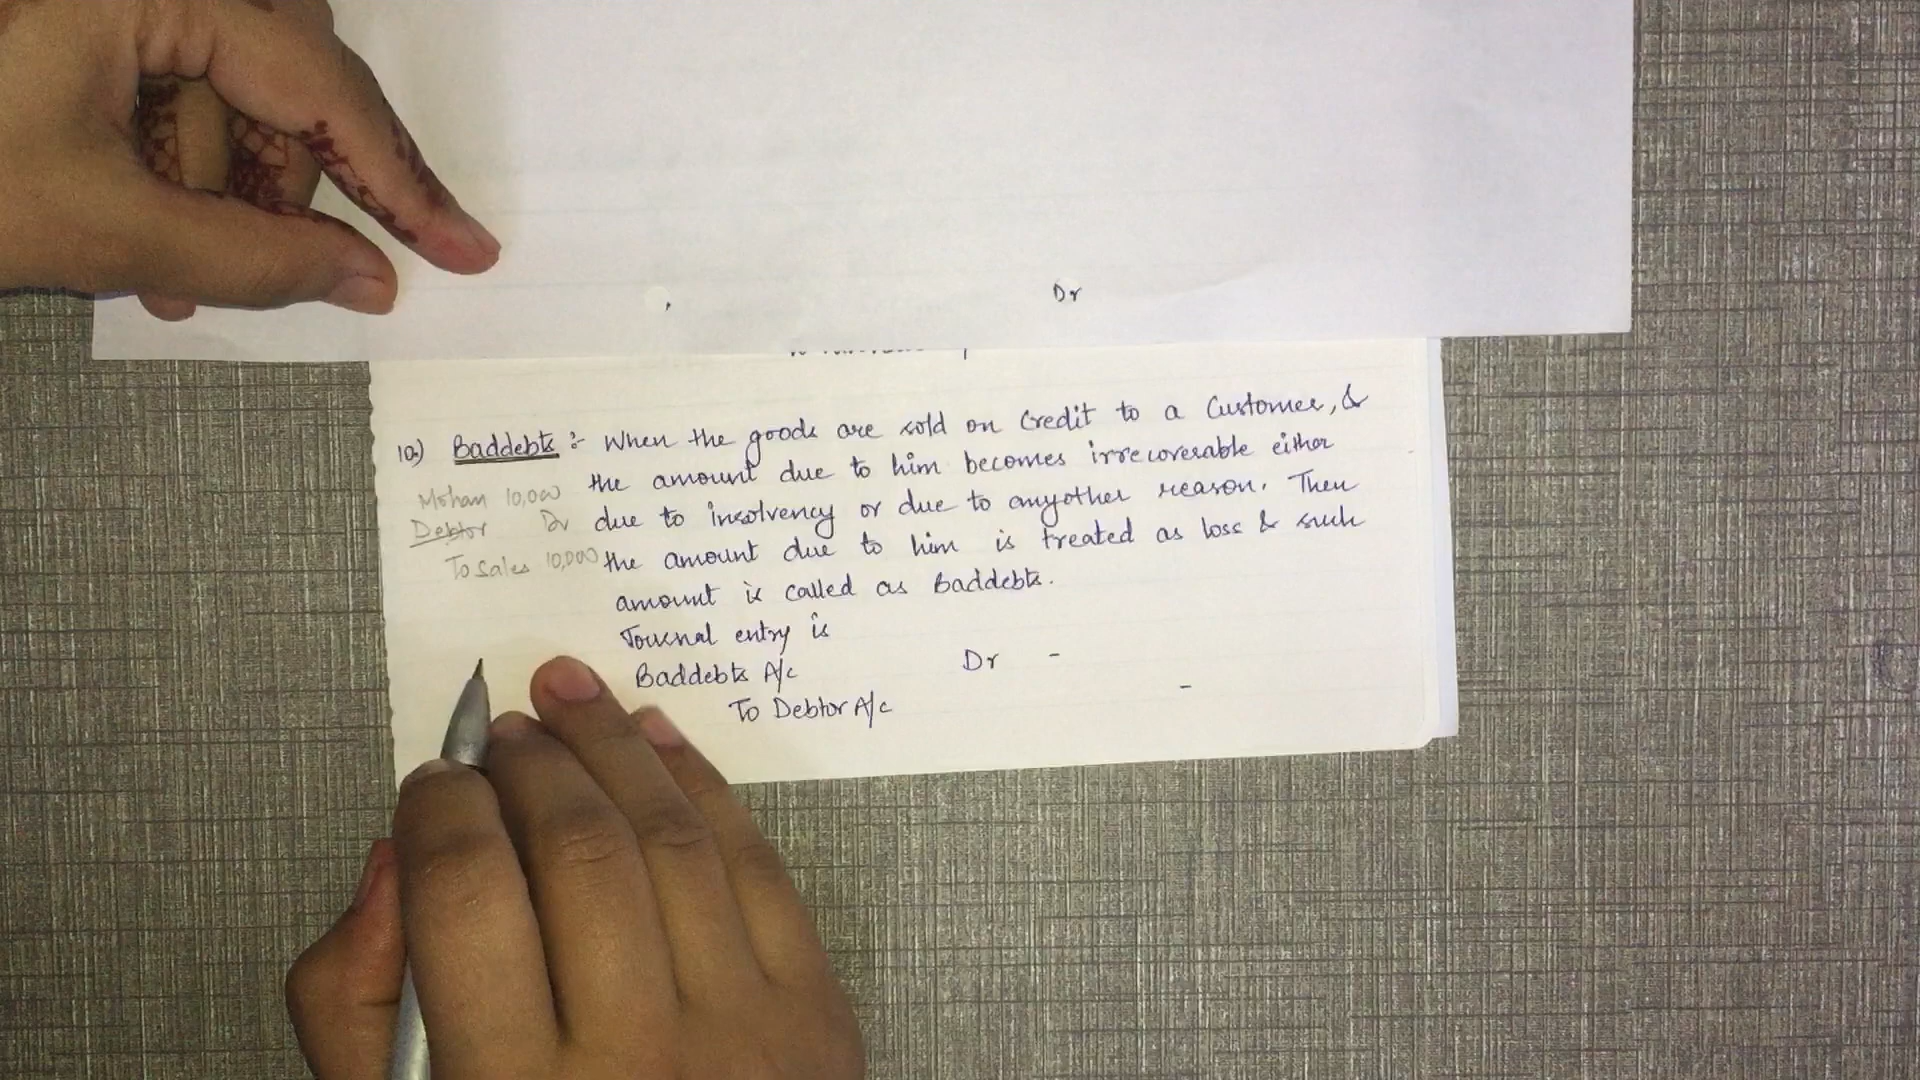 Dr
10) Baddebts :- When the goods are sold on Credit to a Customer, &
the amount due to him becomes irrecoverable either
due to insolvency or due to anyother reason. Then
the amount due to him is treated as loss & such
amount is called as Baddebts.
Journal entry is
Baddebts A/c Dr -
To Debtor A/c -
Mohan 10,000
Debtor Dr
To Sales 10,000